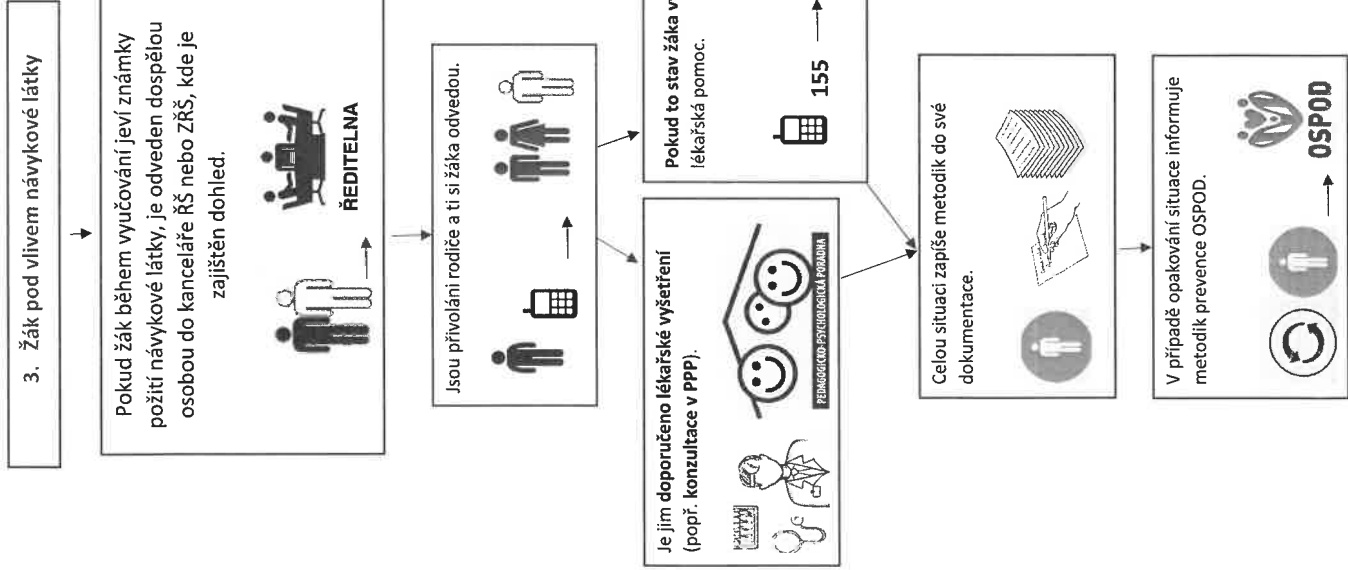 3. Žák pod vlivem návykové látky
Pokud žák během vyučování jeví známky
požití návykové látky, je odveden dospělou
osobou do kanceláře ŘŠ nebo ZŘŠ, kde je
zajištěn dohled.
ŘEDITELNA
Jsou přivoláni rodiče a ti si žáka odvedou.
Je jim doporučeno lékařské vyšetření
(popř. konzultace v PPP).
PEDAGOGICKO-PSYCHOLOGICKÁ PORADNA
Pokud to stav žáka v
lékařská pomoc.
155
Celou situaci zapíše metodik do své
dokumentace.
V případě opakování situace informuje
metodik prevence OSPOD.
OSPOD